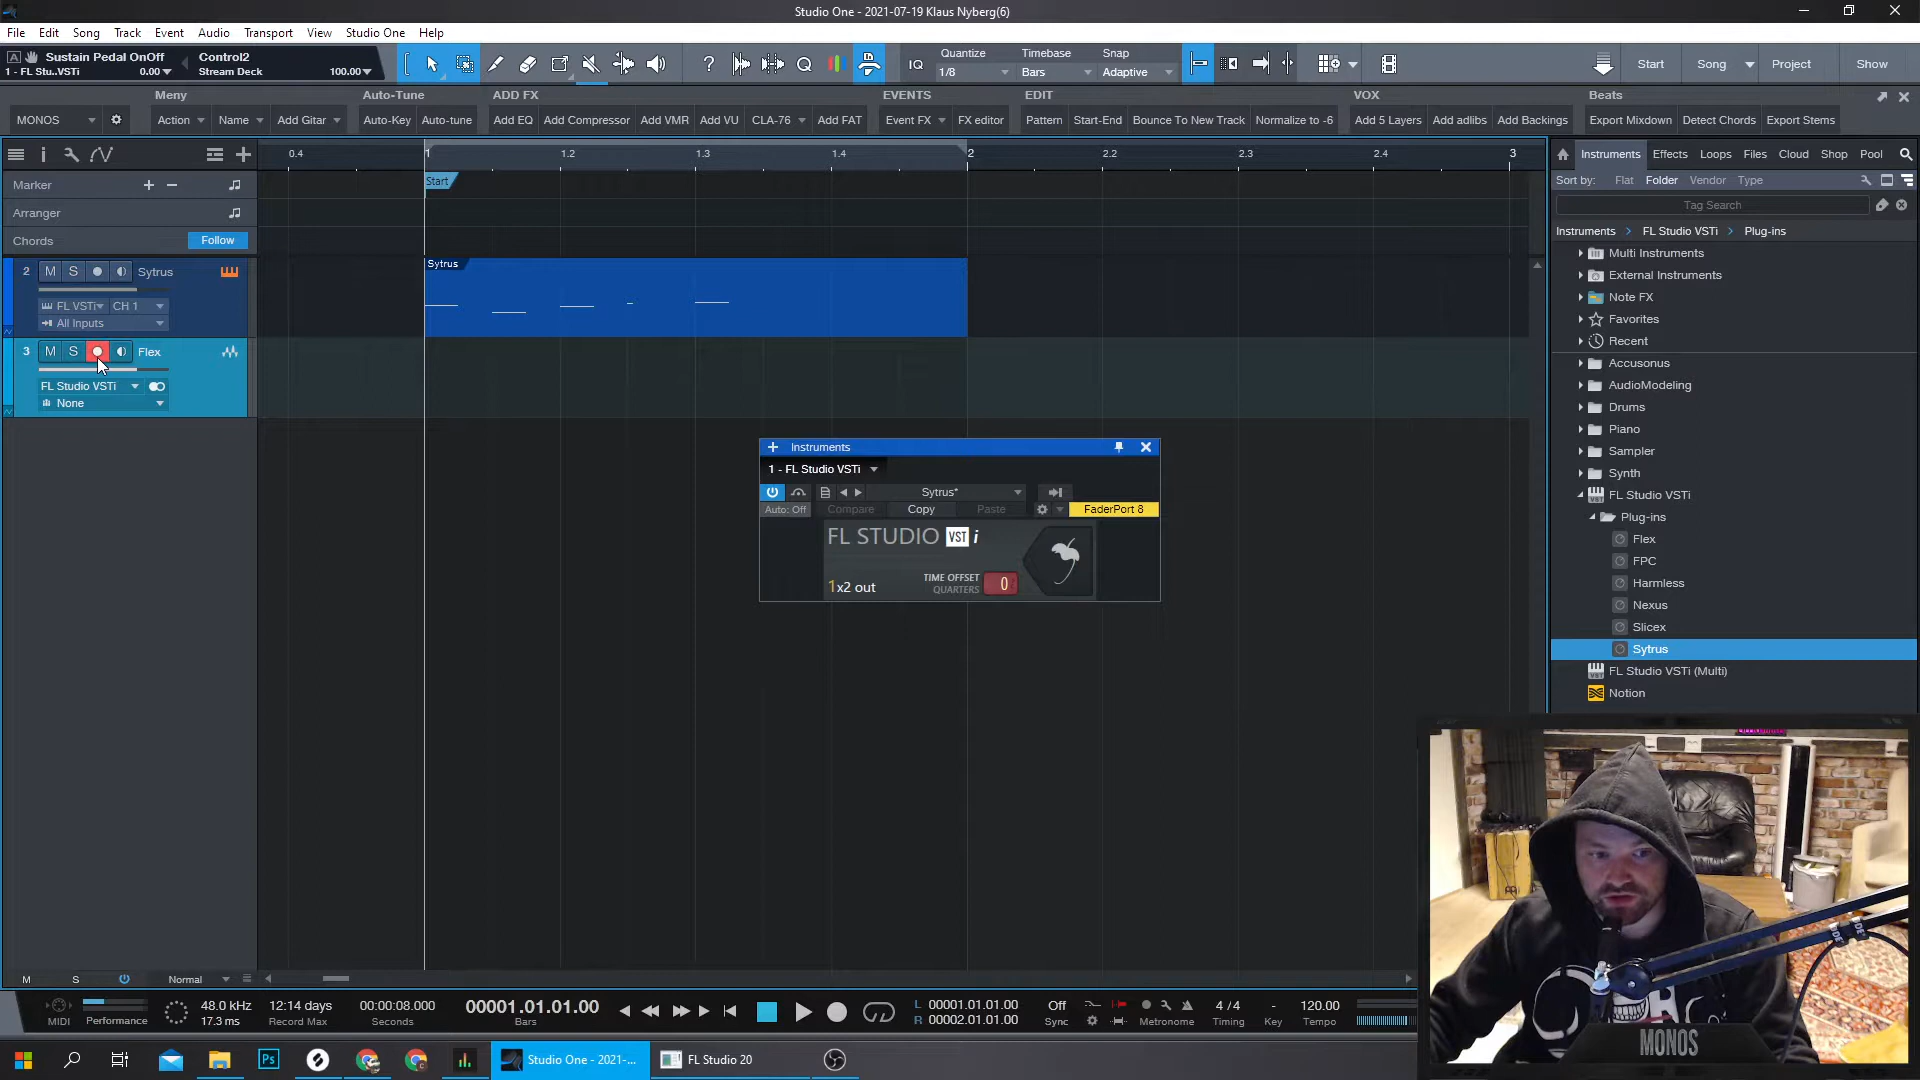 Studio One - 2021-07-19 Klaus Nyberg(6)
File Edit Song Track Event Audio Transport View Studio One Help
Sustain Pedal OnOff Control2
1 - FL Stu..VSTi 0.00 Stream Deck 100.00
IQ Quantize Timebase Snap
1/8 Bars Adaptive
Start Song Project Show
Meny Auto-Tune ADD FX EVENTS EDIT VOX Beats
MONOS Action Name Add Gitar Auto-Key Auto-tune Add EQ Add Compressor Add VMR Add VU CLA-76 Add FAT Event FX FX editor Pattern Start-End Bounce To New Track Normalize to -6 Add 5 Layers Add adlibs Add Backings Export Mixdown Detect Chords Export Stems
0.4 1 1.2 1.3 1.4 2 2.2 2.3 2.4 3
Instruments Effects Loops Files Cloud Shop Pool
Marker
Start
Sort by: Flat Folder Vendor Type
Tag Search
Arranger
Chords Follow
Instruments > FL Studio VSTi > Plug-ins
2 M S Sytrus
FL VSTi CH 1
All Inputs
Sytrus
3 M S Flex
FL Studio VSTi
None
Multi Instruments
External Instruments
Note FX
Favorites
Recent
Accusonus
AudioModeling
Drums
Piano
Sampler
Synth
FL Studio VSTi
Plug-ins
Flex
FPC
Harmless
Nexus
Slicex
Sytrus
FL Studio VSTi (Multi)
Notion
Instruments
1 - FL Studio VSTi
Sytrus*
Auto: Off Compare Copy Paste FaderPort 8
FL STUDIO VST i
1x2 out TIME OFFSET QUARTERS 0
M S Normal
MIDI Performance
48.0 kHz
17.3 ms
12:14 days
Record Max
00:00:08.000
Seconds
00001.01.01.00
Bars
L 00001.01.01.00
R 00002.01.01.00
Off
Sync
Metronome
4 / 4
Timing
-
Key
120.00
Tempo
MONOS
Ps
Studio One - 2021-...
FL Studio 20